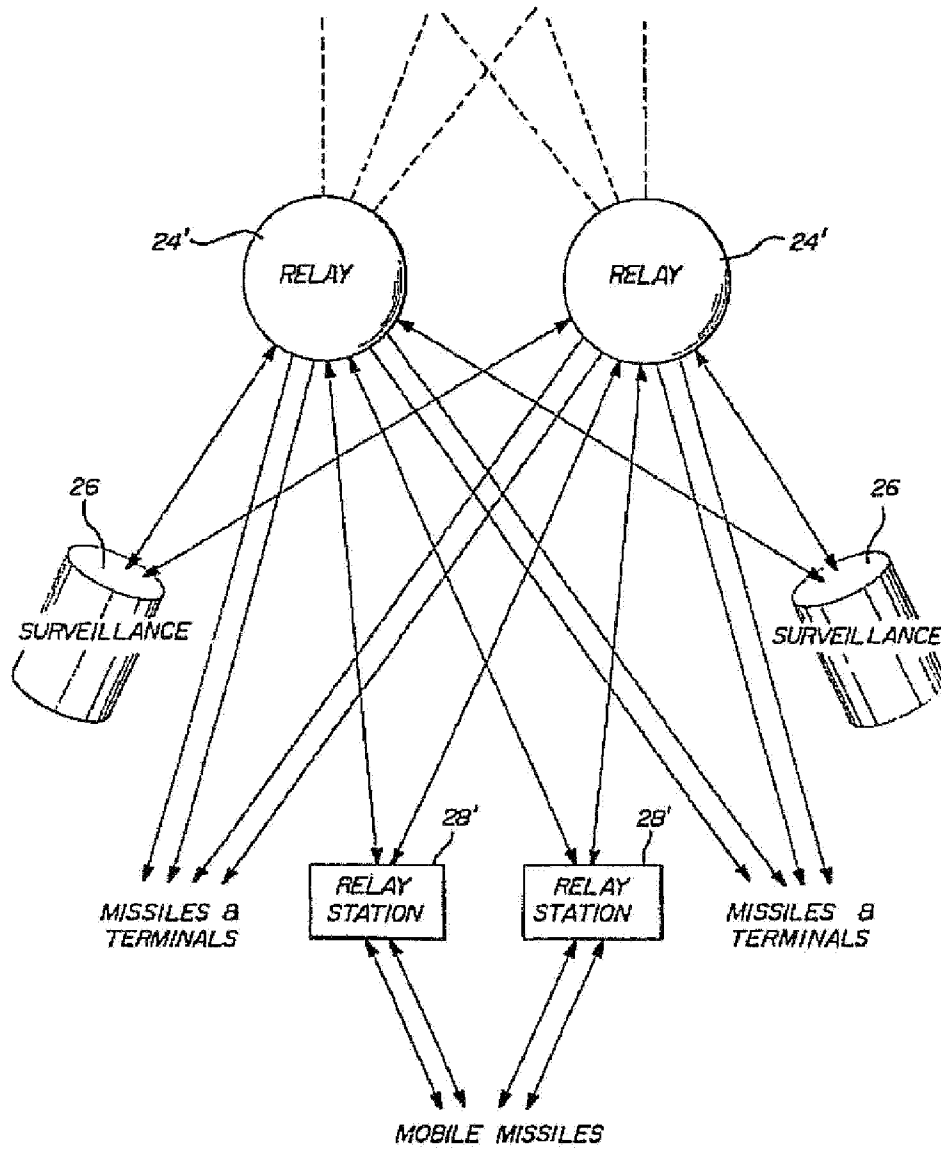 24'
RELAY
RELAY
24'
26
SURVEILLANCE
26
SURVEILLANCE
28'
28'
RELAY
STATION
RELAY
STATION
MISSILES &
TERMINALS
MISSILES &
TERMINALS
MOBILE MISSILES